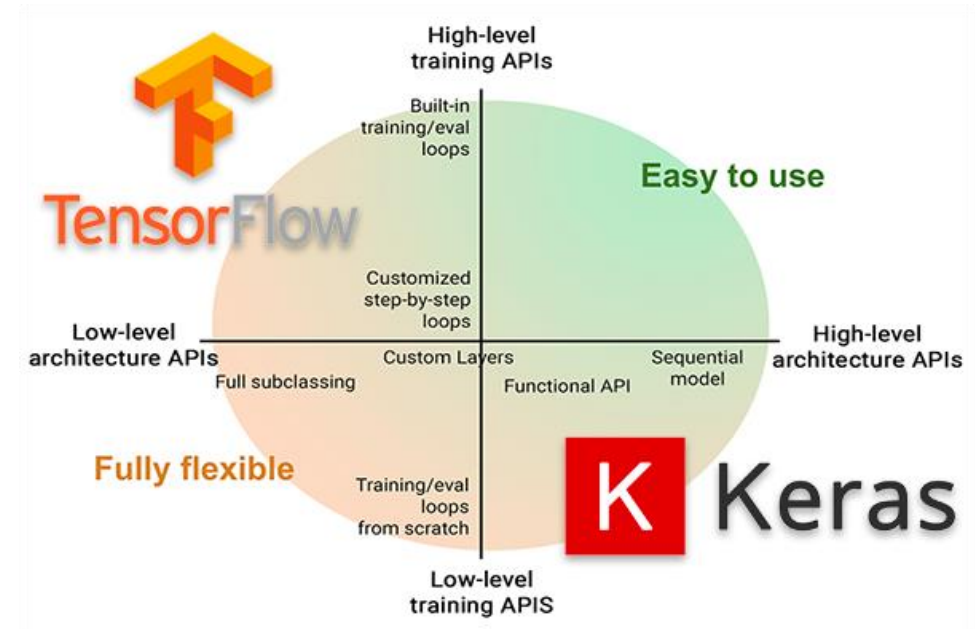 High-level
training APIs
Built-in
training/eval
loops
Easy to use
TensorFlow
Customized
step-by-step
loops
Low-level
architecture APIs
High-level
architecture APIs
Custom Layers
Sequential
model
Full subclassing
Functional API
Fully flexible
Training/eval
loops
from scratch
K Keras
Low-level
training APIS